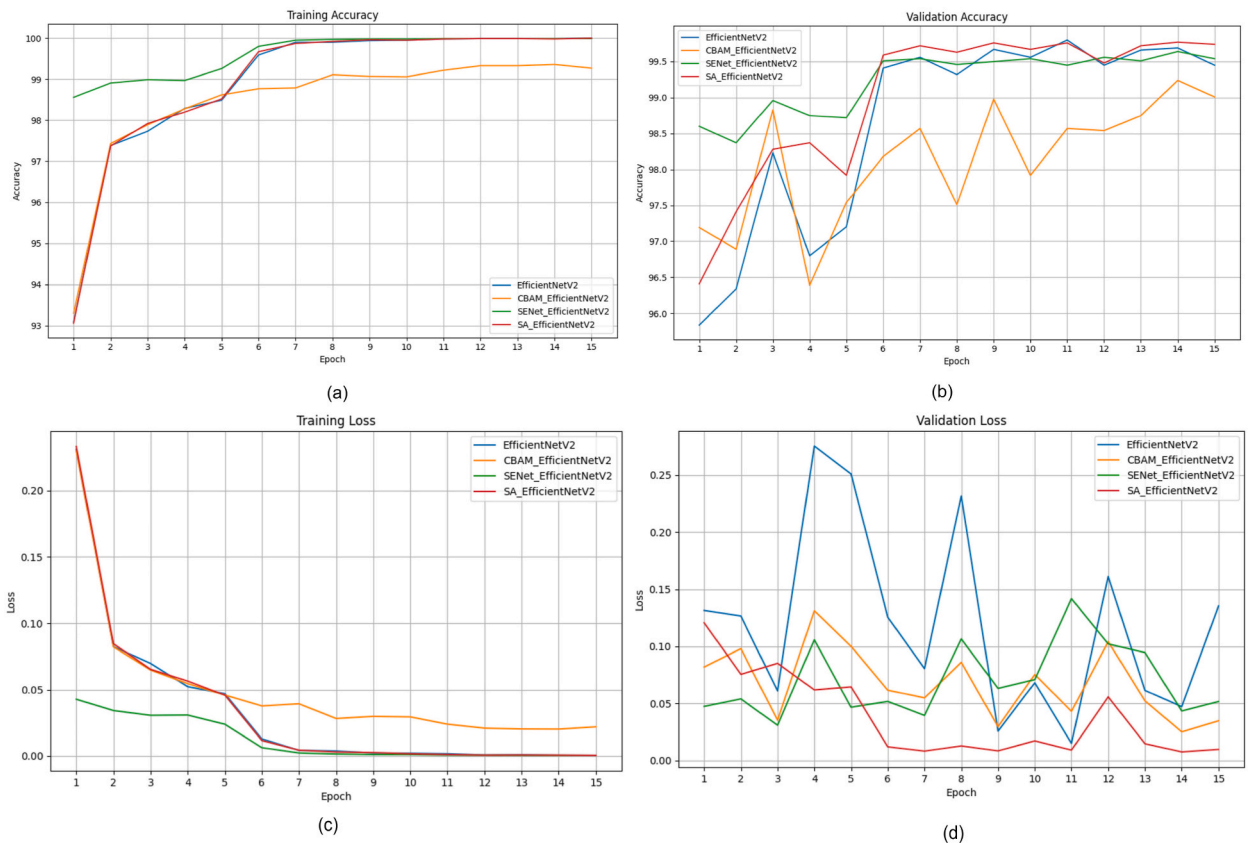 Training Accuracy
100
99
98
97
96
95
94
93
Accuracy
1 2 3 4 5 6 7 8 9 10 11 12 13 14 15
Epoch
EfficientNetV2
CBAM_EfficientNetV2
SENet_EfficientNetV2
SA_EfficientNetV2
(a)
Validation Accuracy
99.5
99.0
98.5
98.0
97.5
97.0
96.5
96.0
Accuracy
1 2 3 4 5 6 7 8 9 10 11 12 13 14 15
Epoch
EfficientNetV2
CBAM_EfficientNetV2
SENet_EfficientNetV2
SA_EfficientNetV2
(b)
Training Loss
0.20
0.15
0.10
0.05
0.00
Loss
1 2 3 4 5 6 7 8 9 10 11 12 13 14 15
Epoch
EfficientNetV2
CBAM_EfficientNetV2
SENet_EfficientNetV2
SA_EfficientNetV2
(c)
Validation Loss
0.25
0.20
0.15
0.10
0.05
0.00
Loss
1 2 3 4 5 6 7 8 9 10 11 12 13 14 15
Epoch
EfficientNetV2
CBAM_EfficientNetV2
SENet_EfficientNetV2
SA_EfficientNetV2
(d)